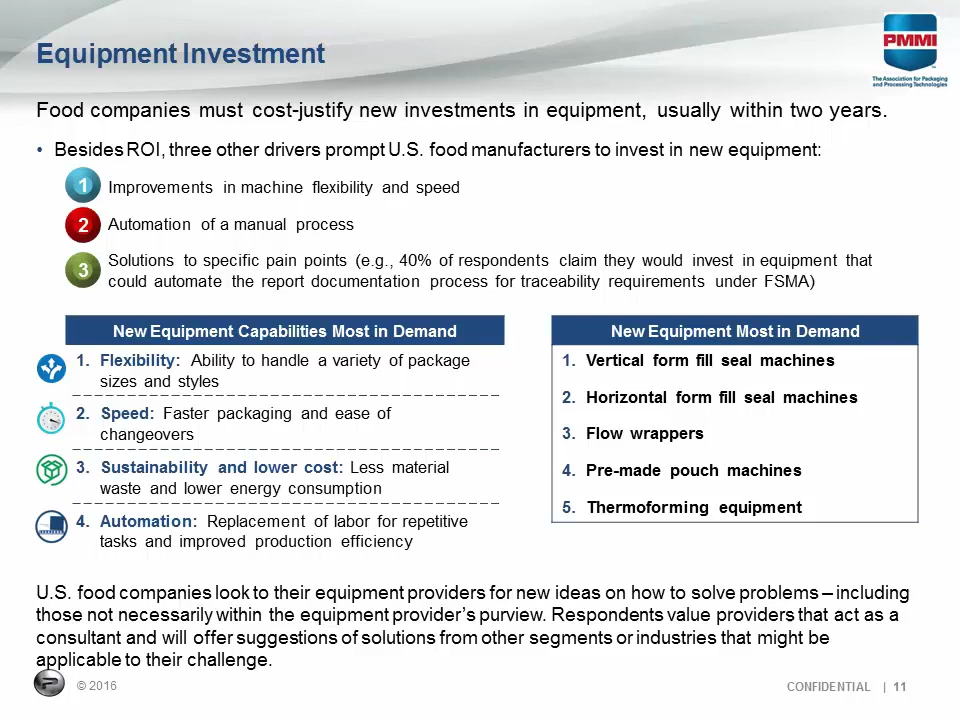 Equipment Investment
PMMI
The Association for Packaging
and Processing Technologies
Food companies must cost-justify new investments in equipment, usually within two years.
• Besides ROI, three other drivers prompt U.S. food manufacturers to invest in new equipment:
1 Improvements in machine flexibility and speed
2 Automation of a manual process
3 Solutions to specific pain points (e.g., 40% of respondents claim they would invest in equipment that
could automate the report documentation process for traceability requirements under FSMA)
New Equipment Capabilities Most in Demand
1. Flexibility: Ability to handle a variety of package
sizes and styles
2. Speed: Faster packaging and ease of
changeovers
3. Sustainability and lower cost: Less material
waste and lower energy consumption
4. Automation: Replacement of labor for repetitive
tasks and improved production efficiency
New Equipment Most in Demand
1. Vertical form fill seal machines
2. Horizontal form fill seal machines
3. Flow wrappers
4. Pre-made pouch machines
5. Thermoforming equipment
U.S. food companies look to their equipment providers for new ideas on how to solve problems – including
those not necessarily within the equipment provider's purview. Respondents value providers that act as a
consultant and will offer suggestions of solutions from other segments or industries that might be
applicable to their challenge.
© 2016
CONFIDENTIAL | 11